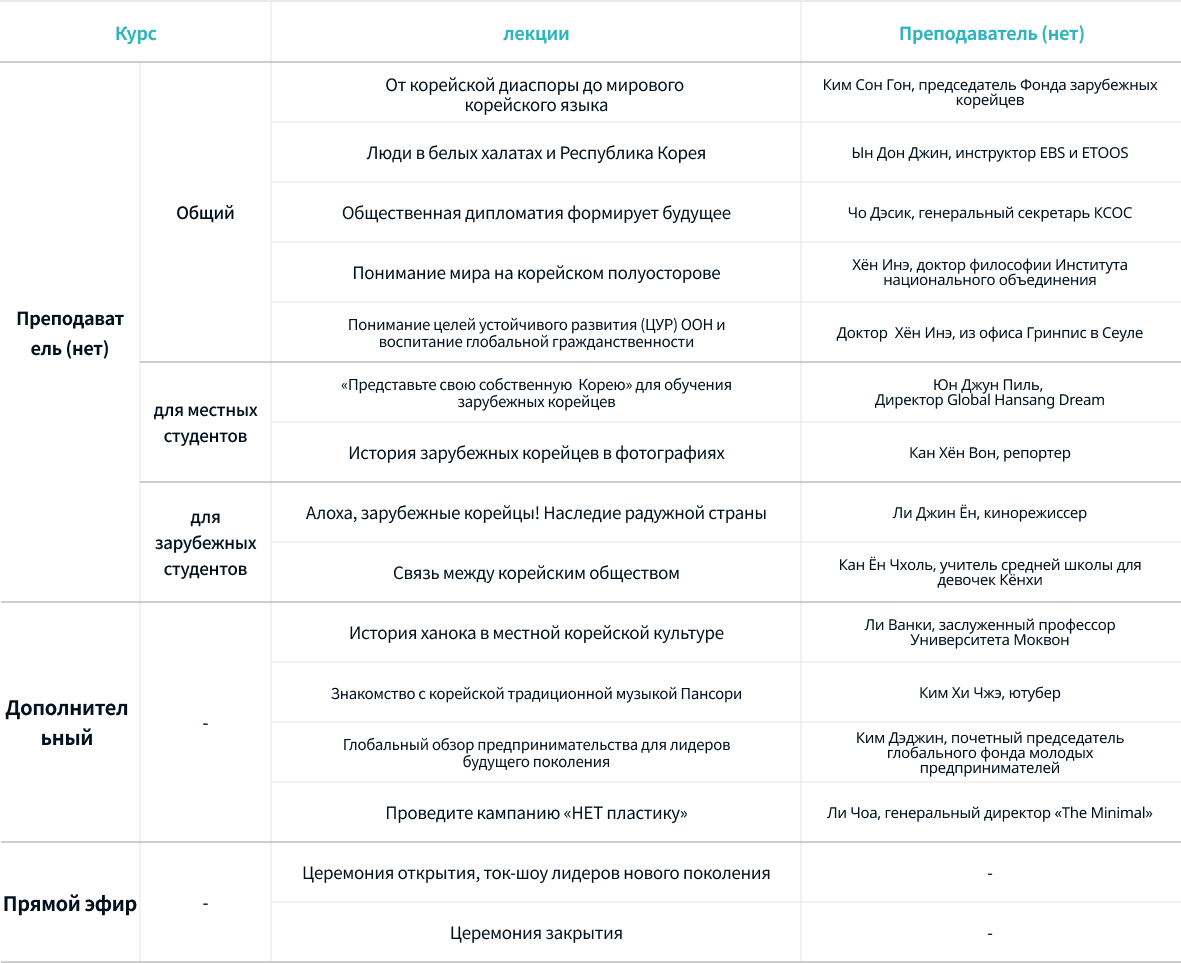 Курс
лекции
Преподаватель (нет)
Преподават
ель (нет)
Общий
От корейской диаспоры до мирового
корейского языка
Ким Сон Гон, председатель Фонда зарубежных
корейцев
Люди в белых халатах и Республика Корея
Ын Дон Джин, инструктор EBS и ETOOS
Общественная дипломатия формирует будущее
Чо Дэсик, генеральный секретарь КСОС
Понимание мира на корейском полуосторове
Хён Инэ, доктор философии Института
национального объединения
Понимание целей устойчивого развития (ЦУР) ООН и
воспитание глобальной гражданственности
Доктор  Хён Инэ, из офиса Гринпис в Сеуле
для местных
студентов
«Представьте свою собственную  Корею» для обучения
зарубежных корейцев
Юн Джун Пиль,
Директор Global Hansang Dream
История зарубежных корейцев в фотографиях
Кан Хён Вон, репортер
для
зарубежных
студентов
Алоха, зарубежные корейцы! Наследие радужной страны
Ли Джин Ён, кинорежиссер
Связь между корейским обществом
Кан Ён Чхоль, учитель средней школы для
девочек Кёнхи
Дополнител
ьный
-
История ханока в местной корейской культуре
Ли Ванки, заслуженный профессор
Университета Моквон
Знакомство с корейской традиционной музыкой Пансори
Ким Хи Чжэ, ютубер
Глобальный обзор предпринимательства для лидеров
будущего поколения
Ким Дэджин, почетный председатель
глобального фонда молодых
предпринимателей
Проведите кампанию «НЕТ пластику»
Ли Чоа, генеральный директор «The Minimal»
Прямой эфир
-
Церемония открытия, ток-шоу лидеров нового поколения
-
Церемония закрытия
-